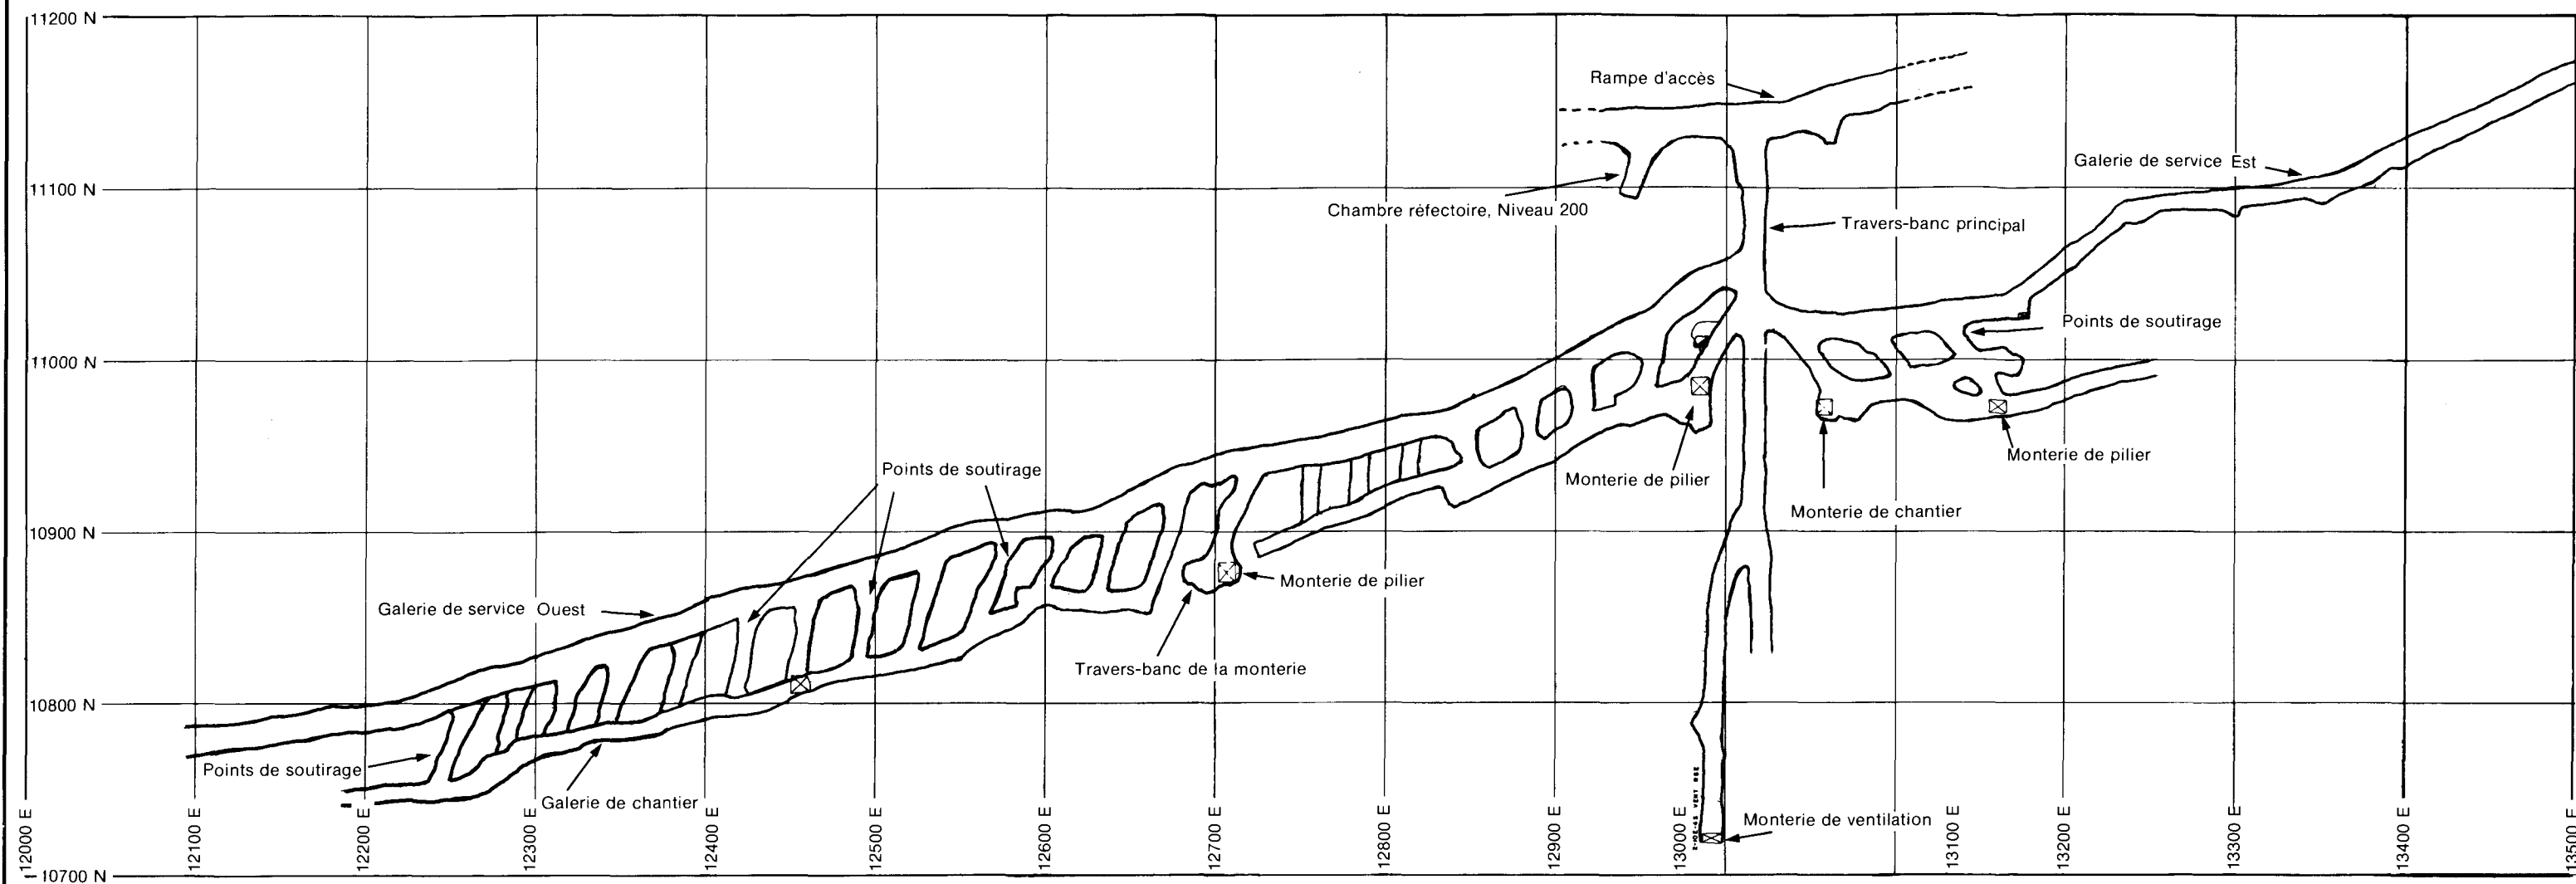 11200 N
Rampe d'accès
Galerie de service Est
11100 N
Chambre réfectoire, Niveau 200
Travers-banc principal
Points de soutirage
11000 N
Monterie de pilier
Monterie de pilier
Points de soutirage
Monterie de chantier
10900 N
Monterie de pilier
Galerie de service Ouest
Travers-banc de la monterie
10800 N
Points de soutirage
Galerie de chantier
Monterie de ventilation
VENT RSE
12000 E
12100 E
12200 E
12300 E
12400 E
12500 E
12600 E
12700 E
12800 E
12900 E
13000 E
13100 E
13200 E
13300 E
13400 E
13500 E
10700 N